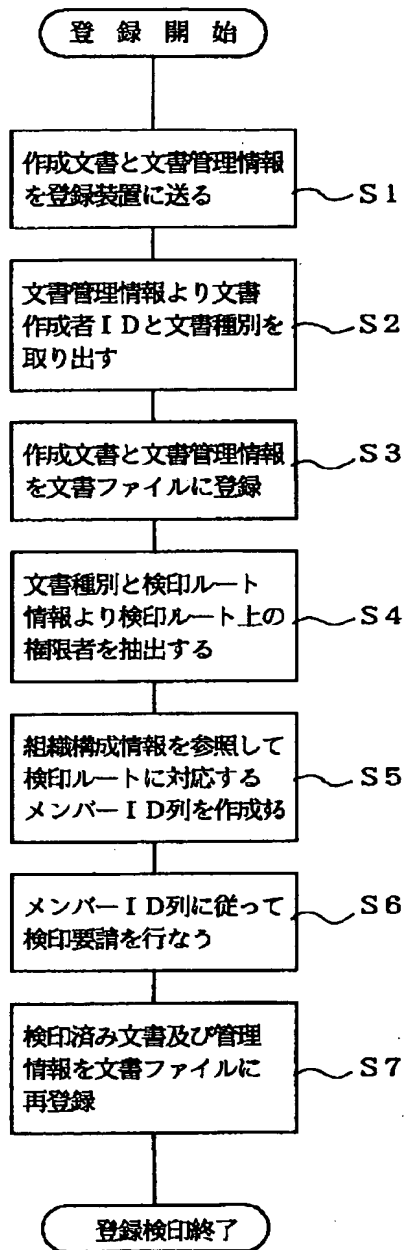 登録開始
作成文書と文書管理情報
を登録装置に送る
S1
文書管理情報より文書
作成者IDと文書種別を
取り出す
S2
作成文書と文書管理情報
を文書ファイルに登録
S3
文書種別と検印ルート
情報より検印ルート上の
権限者を抽出する
S4
組織構成情報を参照して
検印ルートに対応する
メンバーID列を作成する
S5
メンバーID列に従って
検印要請を行なう
S6
検印済み文書及び管理
情報を文書ファイルに
再登録
S7
登録検印終了